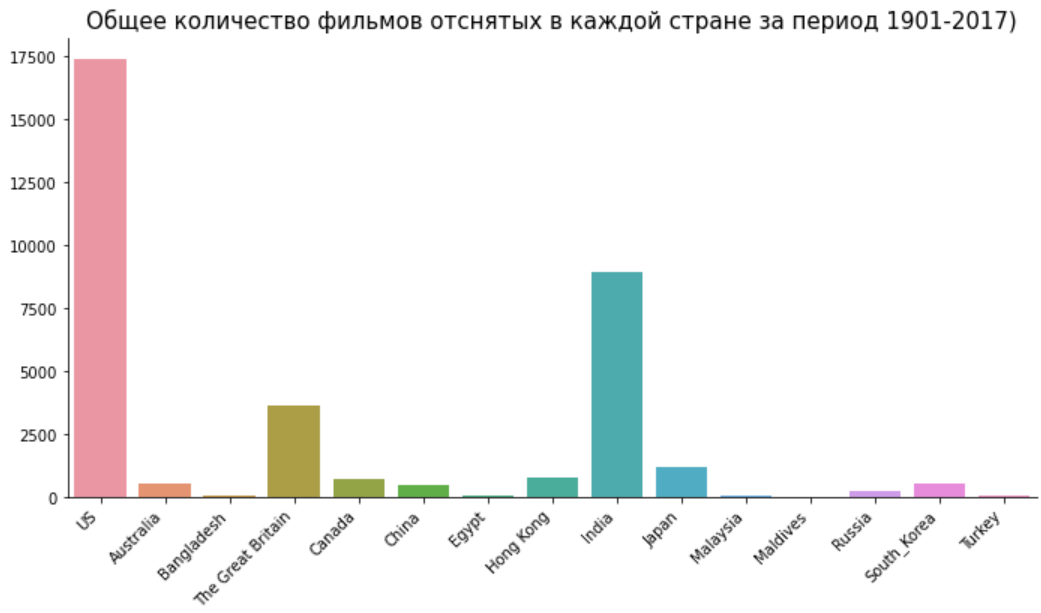 Общее количество фильмов отснятых в каждой стране за период 1901-2017)
17500
15000
12500
10000
7500
5000
2500
0
US
Australia
Bangladesh
The Great Britain
Canada
China
Egypt
Hong Kong
India
Japan
Malaysia
Maldives
Russia
South_Korea
Turkey